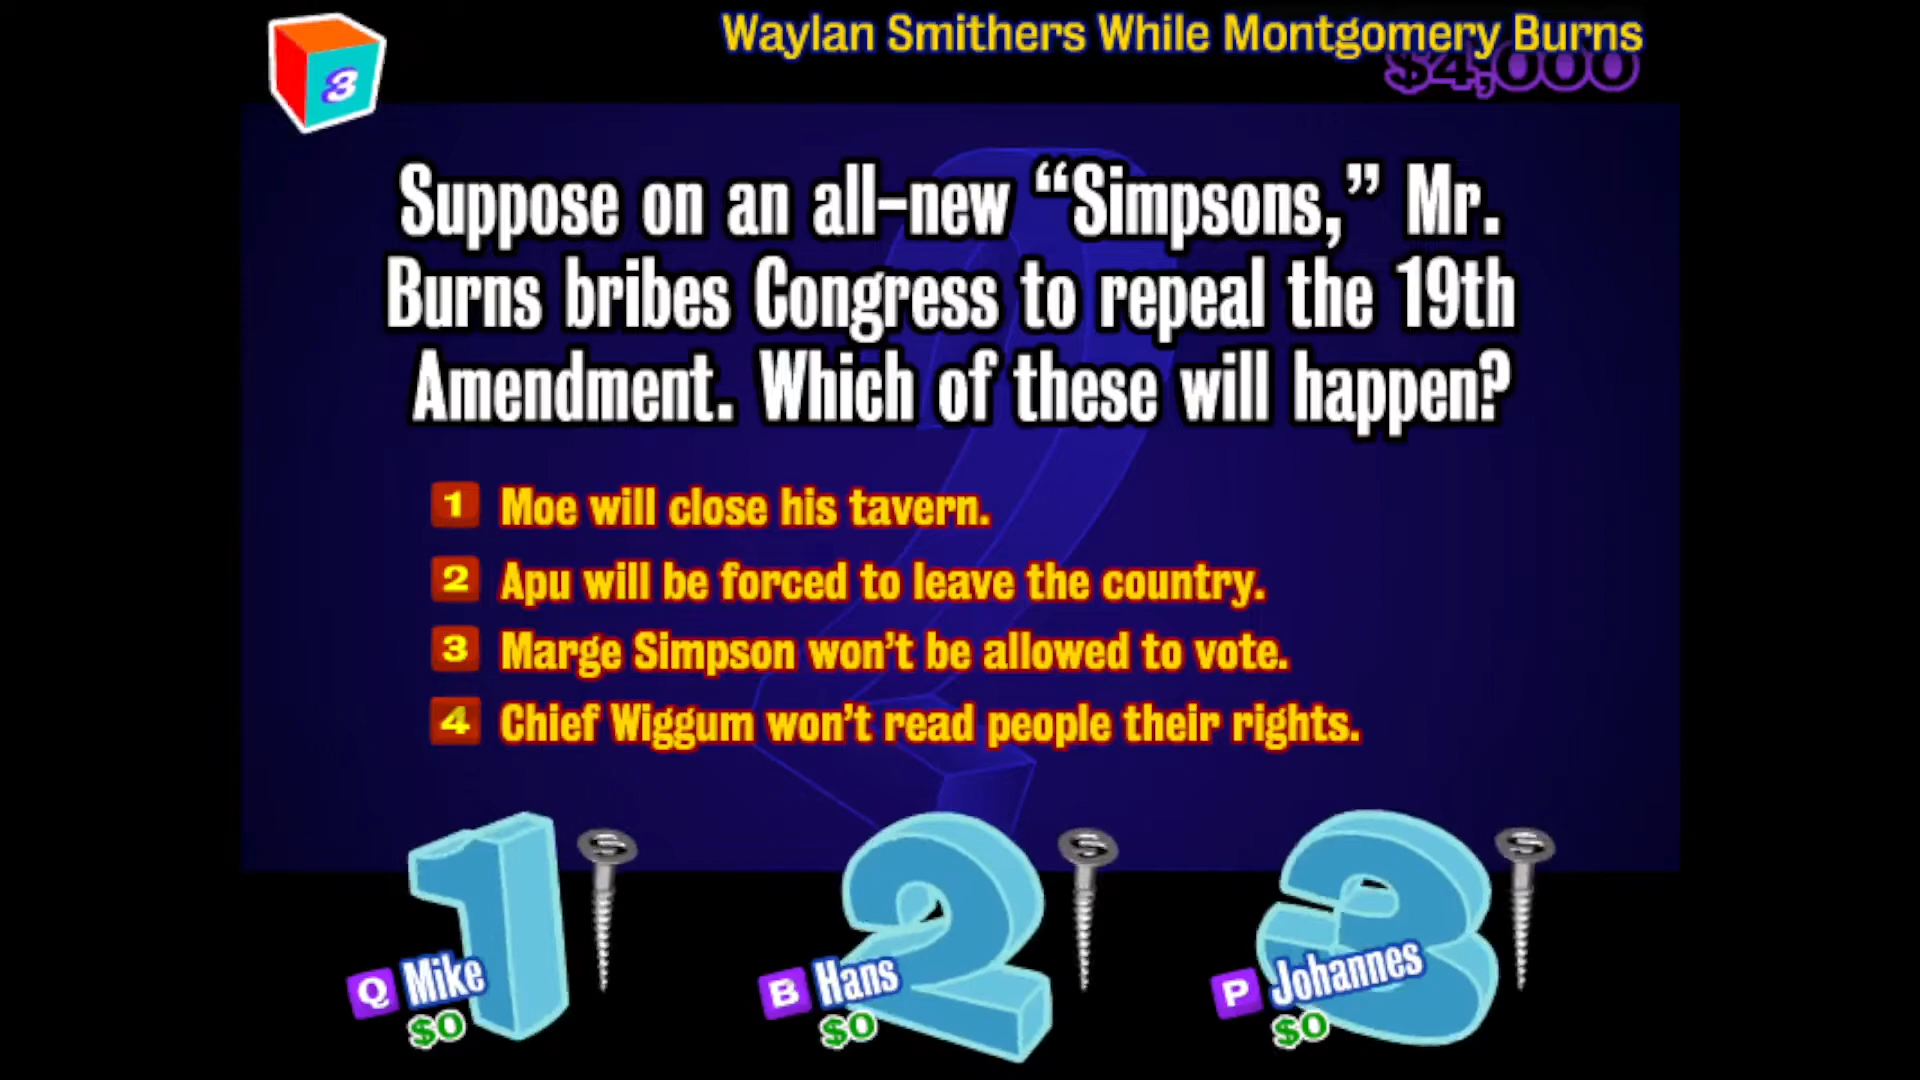 3
Waylan Smithers While Montgomery Burns
$4,000
Suppose on an all-new “Simpsons,” Mr.
Burns bribes Congress to repeal the 19th
Amendment. Which of these will happen?
1 Moe will close his tavern.
2 Apu will be forced to leave the country.
3 Marge Simpson won't be allowed to vote.
4 Chief Wiggum won't read people their rights.
1 S 2 S 3 S
Q Mike
$0
B Hans
$0
P Johannes
$0